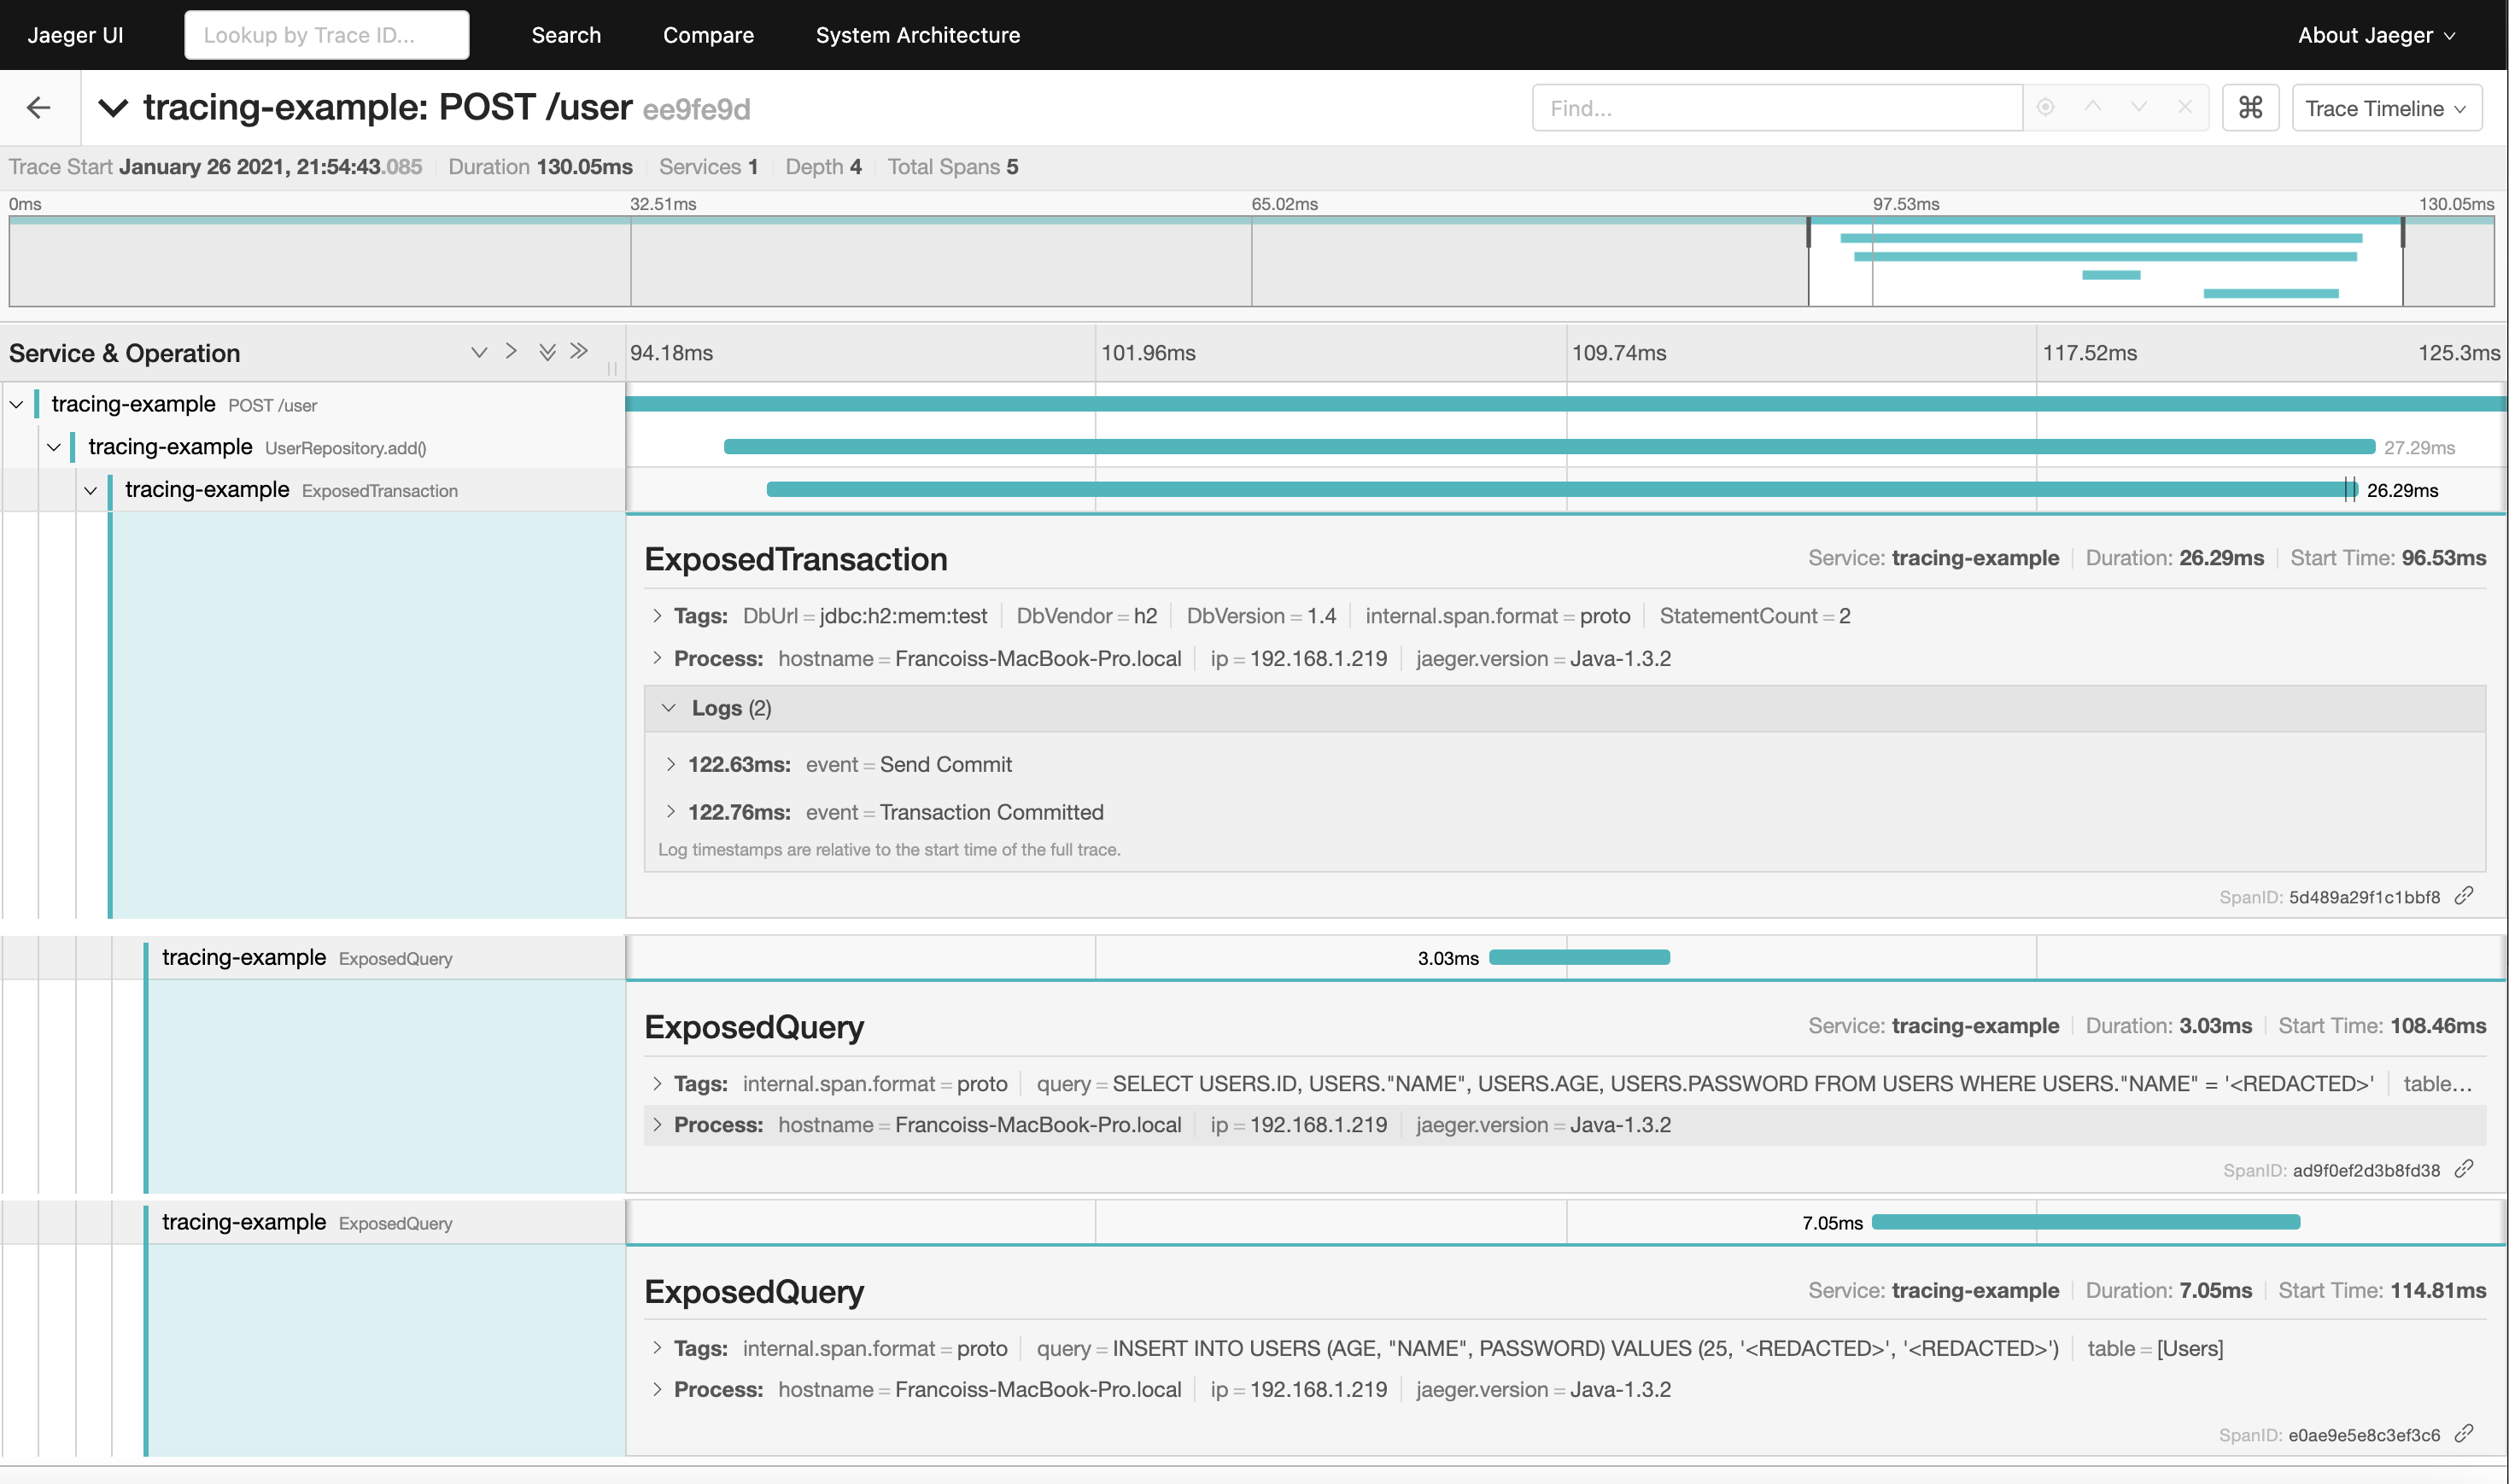 Jaeger UI Lookup by Trace ID... Search Compare System Architecture About Jaeger
tracing-example: POST /user ee9fe9d Find... ⌘ Trace Timeline
Trace Start January 26 2021, 21:54:43.085 Duration 130.05ms Services 1 Depth 4 Total Spans 5
0ms 32.51ms 65.02ms 97.53ms 130.05ms
Service & Operation 94.18ms 101.96ms 109.74ms 117.52ms 125.3ms
tracing-example POST /user
tracing-example UserRepository.add() 27.29ms
tracing-example ExposedTransaction 26.29ms
ExposedTransaction Service: tracing-example Duration: 26.29ms Start Time: 96.53ms
Tags: DbUrl = jdbc:h2:mem:test DbVendor = h2 DbVersion = 1.4 internal.span.format = proto StatementCount = 2
Process: hostname = Francoiss-MacBook-Pro.local ip = 192.168.1.219 jaeger.version = Java-1.3.2
Logs (2)
122.63ms: event = Send Commit
122.76ms: event = Transaction Committed
Log timestamps are relative to the start time of the full trace.
SpanID: 5d489a29f1c1bbf8
tracing-example ExposedQuery 3.03ms
ExposedQuery Service: tracing-example Duration: 3.03ms Start Time: 108.46ms
Tags: internal.span.format = proto query = SELECT USERS.ID, USERS."NAME", USERS.AGE, USERS.PASSWORD FROM USERS WHERE USERS."NAME" = '<REDACTED>' table...
Process: hostname = Francoiss-MacBook-Pro.local ip = 192.168.1.219 jaeger.version = Java-1.3.2
SpanID: ad9f0ef2d3b8fd38
tracing-example ExposedQuery 7.05ms
ExposedQuery Service: tracing-example Duration: 7.05ms Start Time: 114.81ms
Tags: internal.span.format = proto query = INSERT INTO USERS (AGE, "NAME", PASSWORD) VALUES (25, '<REDACTED>', '<REDACTED>') table = [Users]
Process: hostname = Francoiss-MacBook-Pro.local ip = 192.168.1.219 jaeger.version = Java-1.3.2
SpanID: e0ae9e5e8c3ef3c6